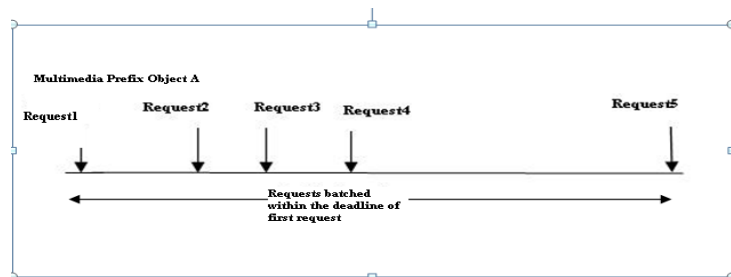 Multimedia Prefix Object A
Request1
Request2
Request3
Request4
Request5
Requests batched
within the deadline of
first request